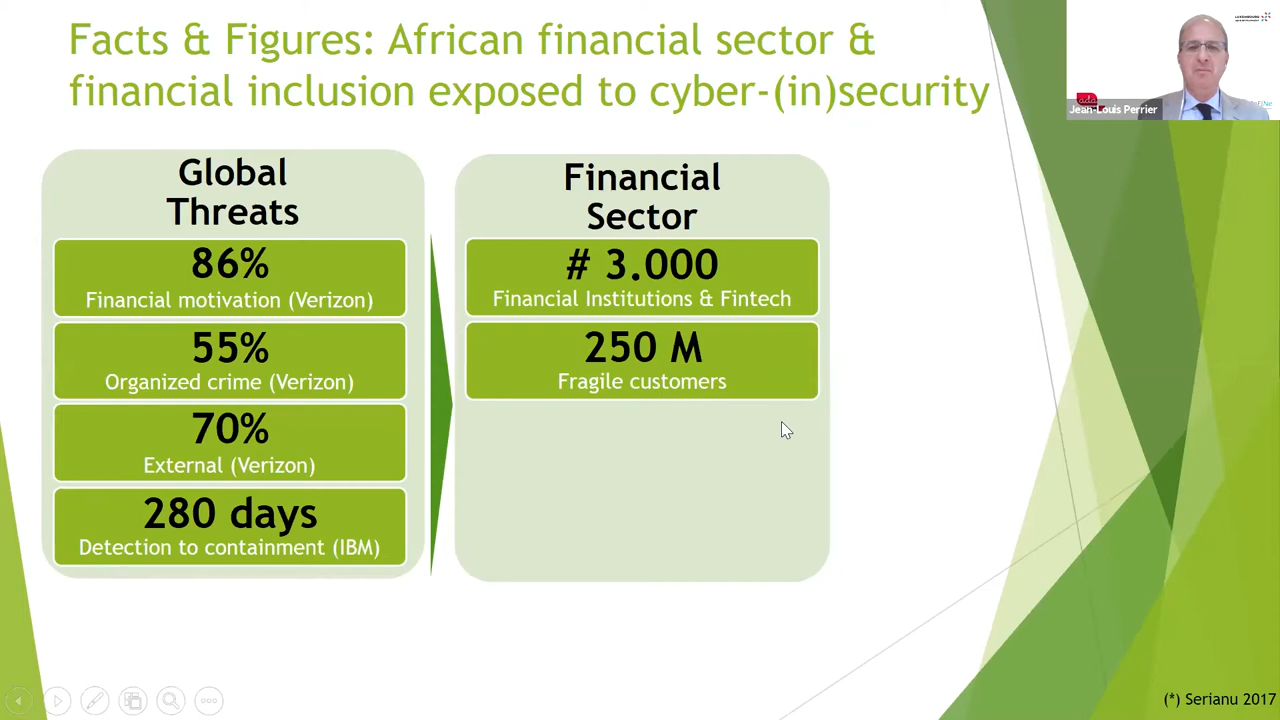 Facts & Figures: African financial sector &
financial inclusion exposed to cyber-(in)security
Jean-Louis Perrier
Global
Threats
86%
Financial motivation (Verizon)
55%
Organized crime (Verizon)
70%
External (Verizon)
280 days
Detection to containment (IBM)
Financial
Sector
# 3.000
Financial Institutions & Fintech
250 M
Fragile customers
(*) Serianu 2017